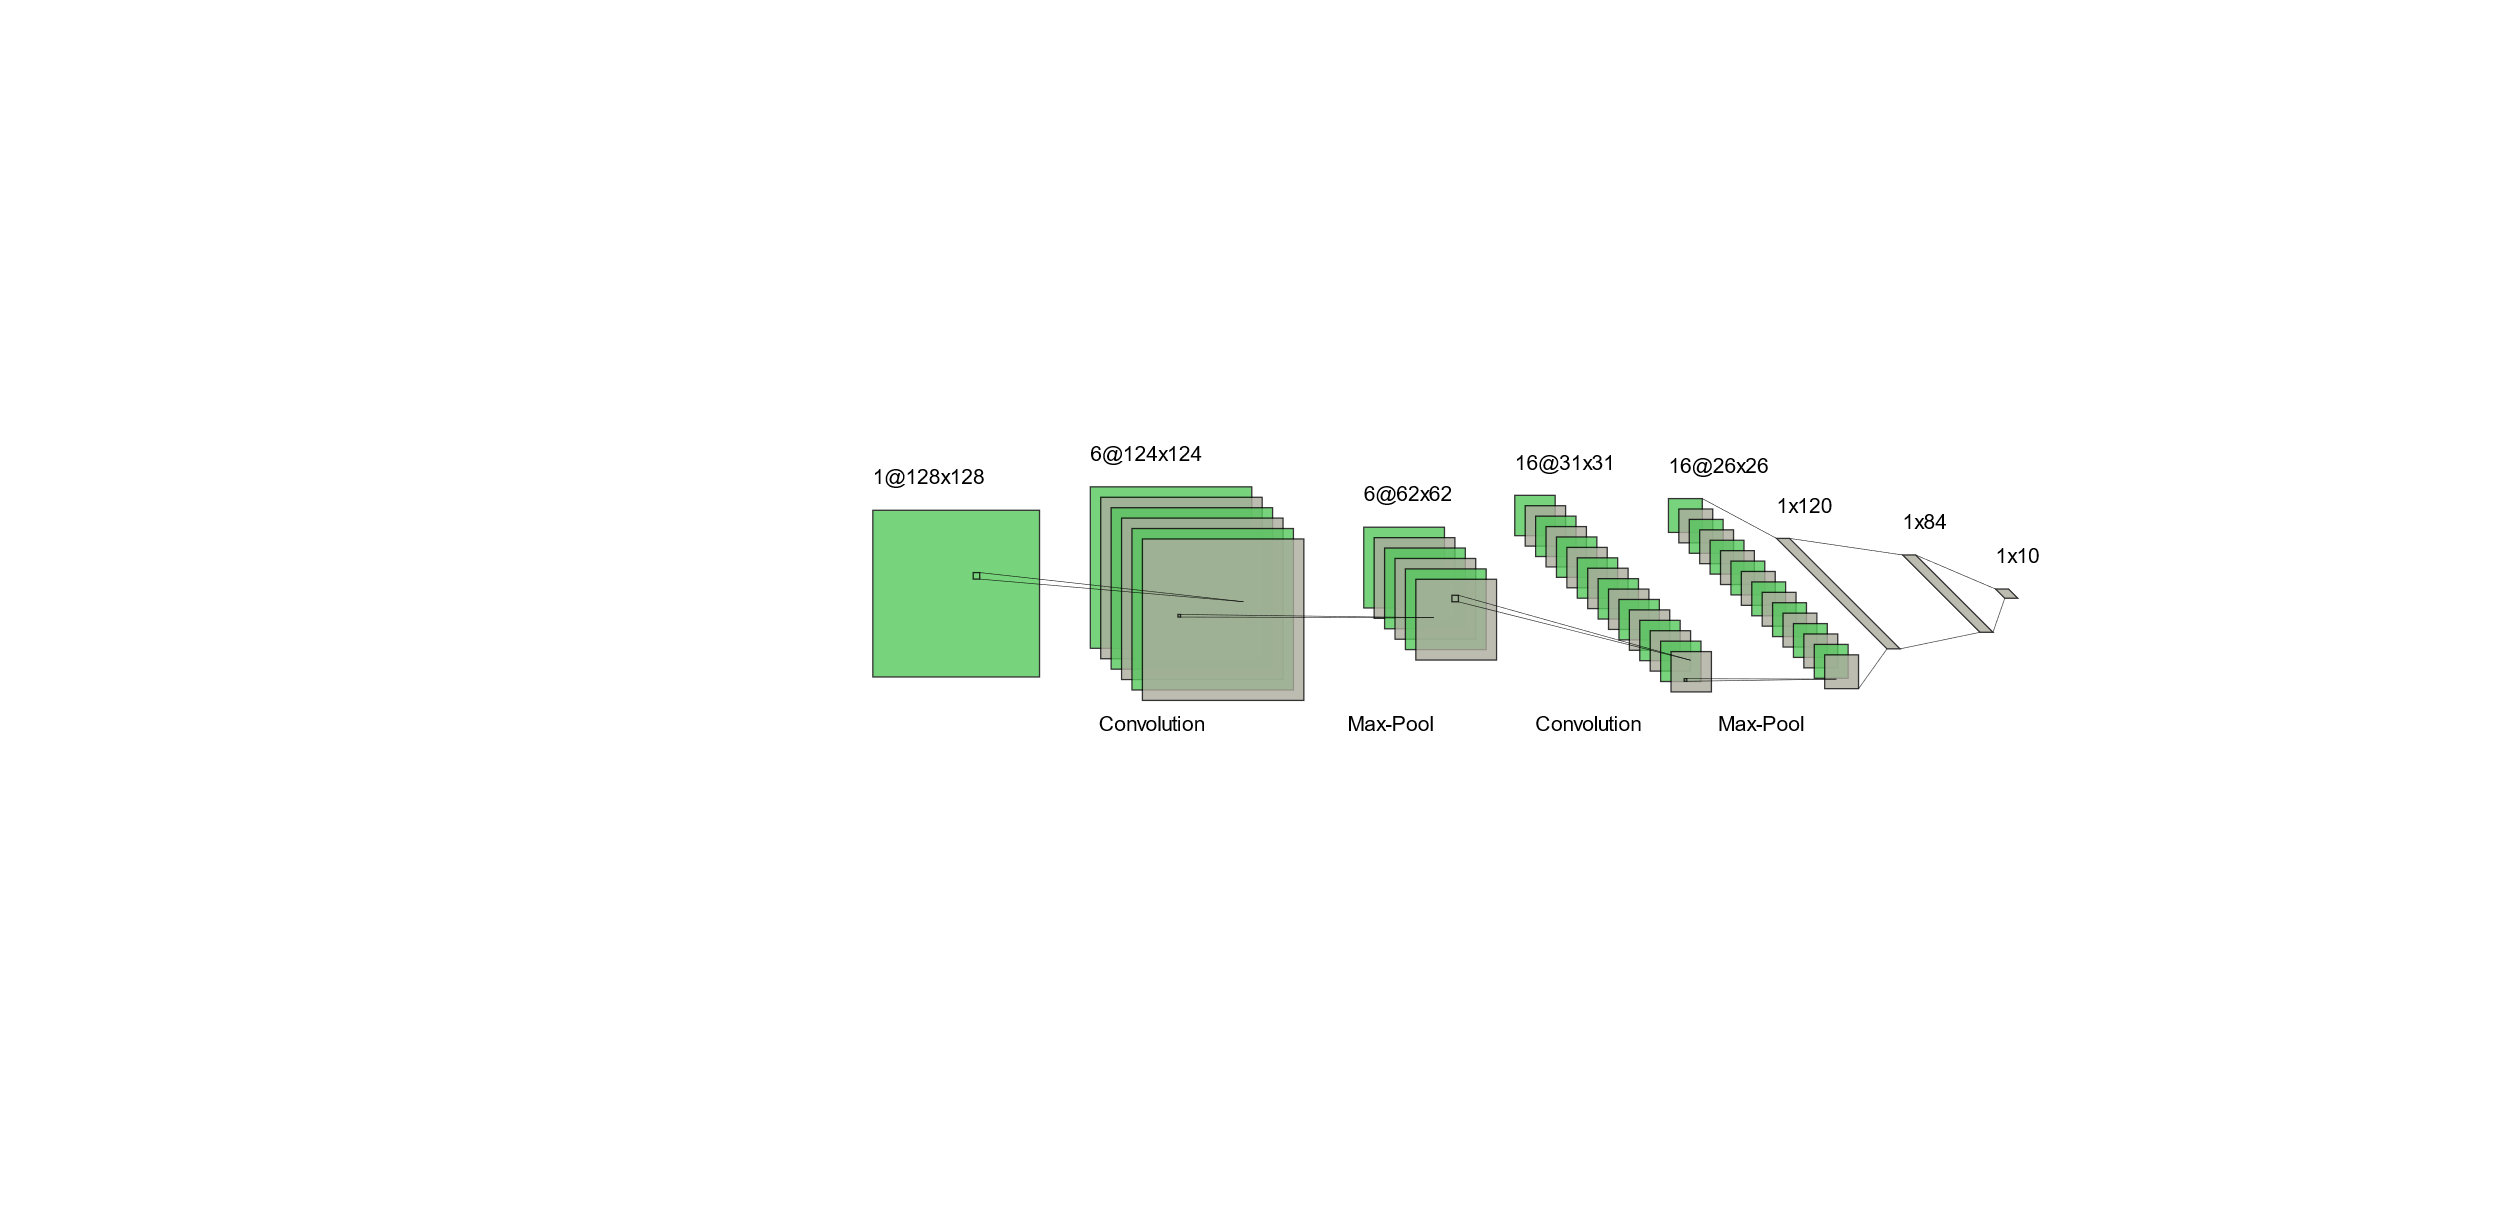 1@128x128
6@124x124
6@62x62
16@31x31
16@26x26
1x120
1x84
1x10
Convolution
Max-Pool
Convolution
Max-Pool